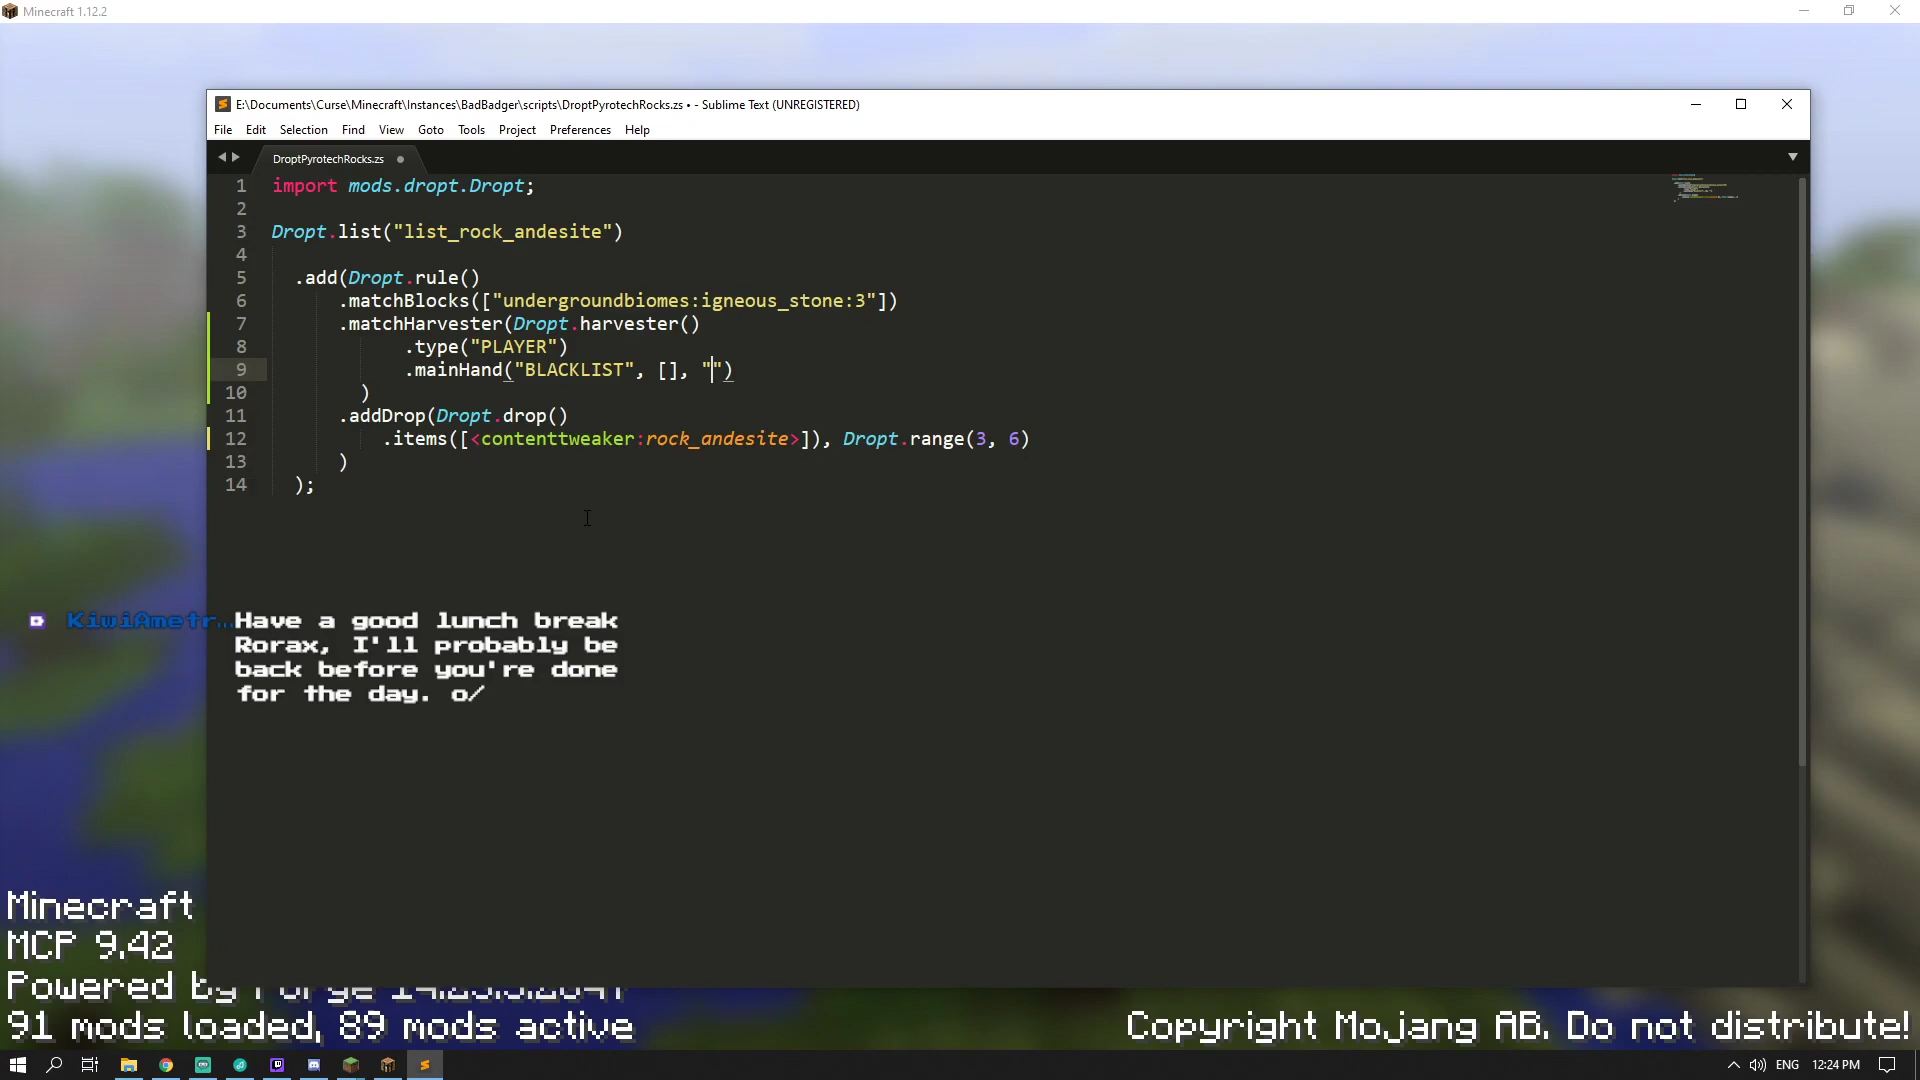 Minecraft 1.12.2
E:\Documents\Curse\Minecraft\Instances\BadBadger\scripts\DroptPyrotechRocks.zs • - Sublime Text (UNREGISTERED)
File Edit Selection Find View Goto Tools Project Preferences Help
DroptPyrotechRocks.zs
1 import mods.dropt.Dropt;
2
3 Dropt.list("list_rock_andesite")
4
5 .add(Dropt.rule()
6 .matchBlocks(["undergroundbiomes:igneous_stone:3"])
7 .matchHarvester(Dropt.harvester()
8 .type("PLAYER")
9 .mainHand("BLACKLIST", [], "")
10 )
11 .addDrop(Dropt.drop()
12 .items([<contenttweaker:rock_andesite>]), Dropt.range(3, 6)
13 )
14 );
KiwiAmetr… Have a good lunch break
Rorax, I'll probably be
back before you're done
for the day. o/
Minecraft
MCP 9.42
Powered by
91 mods loaded, 89 mods active
Copyright Mojang AB. Do not distribute!
ENG 12:24 PM